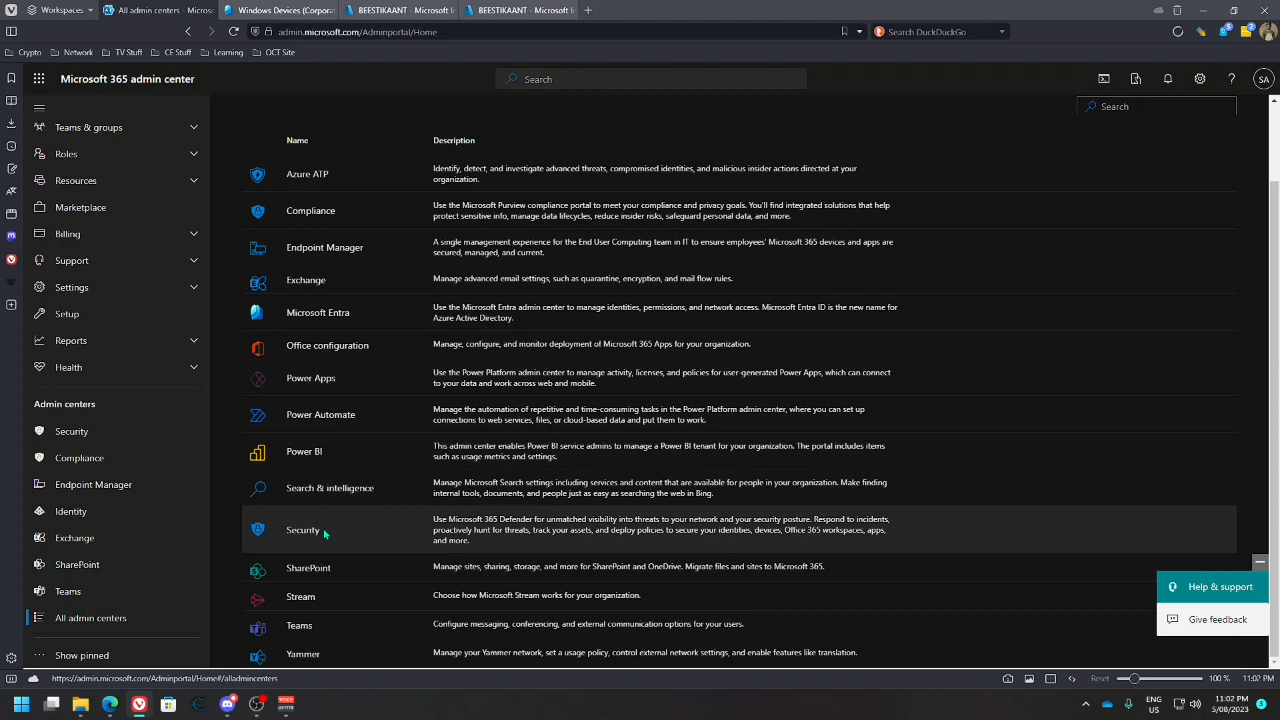 Workspaces
All admin centers - Micros
Windows Devices (Corpora
BEESTIKAANT - Microsoft I
BEESTIKAANT - Microsoft I
admin.microsoft.com/Adminportal/Home
Search DuckDuckGo
Crypto
Network
TV Stuff
CE Stuff
Learning
OCT Site
Microsoft 365 admin center
Search
SA
Teams & groups
Roles
Resources
Marketplace
Billing
Support
Settings
Setup
Reports
Health
Admin centers
Security
Compliance
Endpoint Manager
Identity
Exchange
SharePoint
Teams
All admin centers
Show pinned
Search
Name Description
Azure ATP
Identify, detect, and investigate advanced threats, compromised identities, and malicious insider actions directed at your
organization.
Compliance
Use the Microsoft Purview compliance portal to meet your compliance and privacy goals. You'll find integrated solutions that help
protect sensitive info, manage data lifecycles, reduce insider risks, safeguard personal data, and more.
Endpoint Manager
A single management experience for the End User Computing team in IT to ensure employees' Microsoft 365 devices and apps are
secured, managed, and current.
Exchange
Manage advanced email settings, such as quarantine, encryption, and mail flow rules.
Microsoft Entra
Use the Microsoft Entra admin center to manage identities, permissions, and network access. Microsoft Entra ID is the new name for
Azure Active Directory.
Office configuration
Manage, configure, and monitor deployment of Microsoft 365 Apps for your organization.
Power Apps
Use the Power Platform admin center to manage activity, licenses, and policies for user-generated Power Apps, which can connect
to your data and work across web and mobile.
Power Automate
Manage the automation of repetitive and time-consuming tasks in the Power Platform admin center, where you can set up
connections to web services, files, or cloud-based data and put them to work.
Power BI
This admin center enables Power BI service admins to manage a Power BI tenant for your organization. The portal includes items
such as usage metrics and settings.
Search & intelligence
Manage Microsoft Search settings including services and content that are available for people in your organization. Make finding
internal tools, documents, and people just as easy as searching the web in Bing.
Security
Use Microsoft 365 Defender for unmatched visibility into threats to your network and your security posture. Respond to incidents,
proactively hunt for threats, track your assets, and deploy policies to secure your identities, devices, Office 365 workspaces, apps,
and more.
SharePoint
Manage sites, sharing, storage, and more for SharePoint and OneDrive. Migrate files and sites to Microsoft 365.
Stream
Choose how Microsoft Stream works for your organization.
Teams
Configure messaging, conferencing, and external communication options for your users.
Yammer
Manage your Yammer network, set a usage policy, control external network settings, and enable features like translation.
Help & support
Give feedback
https://admin.microsoft.com/Adminportal/Home#/alladmincenters
Reset
100 %
11:02 PM
ENG
US
11:02 PM
5/08/2023
3